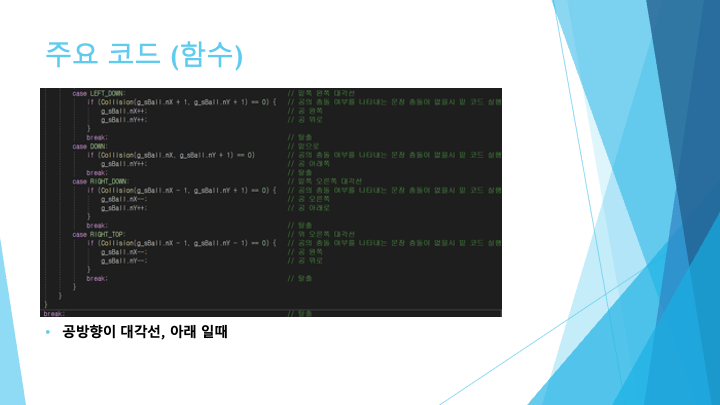 주요 코드 (함수)
case LEFT_DOWN: // 밑쪽 왼쪽 대각선
if (Collision(g_sBall.nX + 1, g_sBall.nY + 1) == 0) { // 공의 충돌 여부를 나타내는 문장 충돌이 없을시 밑 코드 실행
g_sBall.nX++; // 공 왼쪽
g_sBall.nY++; // 공 위로
}
break; // 탈출
case DOWN: // 밑으로
if (Collision(g_sBall.nX, g_sBall.nY + 1) == 0) // 공의 충돌 여부를 나타내는 문장 충돌이 없을시 밑 코드 실행
g_sBall.nY++; // 공 아래쪽
break; // 탈출
case RIGHT_DOWN: // 밑쪽 오른쪽 대각선
if (Collision(g_sBall.nX - 1, g_sBall.nY + 1) == 0) { // 공의 충돌 여부를 나타내는 문장 충돌이 없을시 밑 코드 실행
g_sBall.nX--; // 공 오른쪽
g_sBall.nY++; // 공 아래로
}
break; // 탈출
case RIGHT_TOP: // 위 오른쪽 대각선
if (Collision(g_sBall.nX - 1, g_sBall.nY - 1) == 0) { // 공의 충돌 여부를 나타내는 문장 충돌이 없을시 밑 코드 실행
g_sBall.nX--; // 공 왼쪽
g_sBall.nY--; // 공 위로
}
break; // 탈출
}
}
}
break; // 탈출
• 공방향이 대각선, 아래 일때